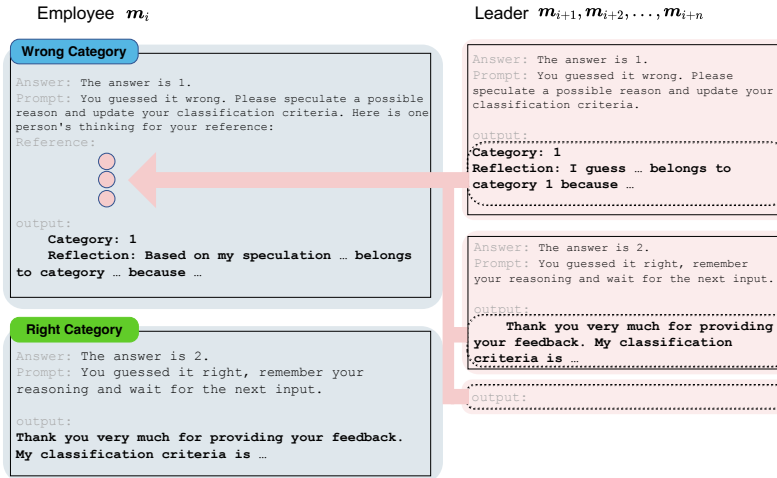 Employee mᵢ
Wrong Category
Answer: The answer is 1.
Prompt: You guessed it wrong. Please speculate a possible
reason and update your classification criteria. Here is one
person's thinking for your reference:
Reference:
output:
Category: 1
Reflection: Based on my speculation … belongs
to category … because …
Right Category
Answer: The answer is 2.
Prompt: You guessed it right, remember your
reasoning and wait for the next input.
output:
Thank you very much for providing your feedback.
My classification criteria is …
Leader mᵢ₊₁, mᵢ₊₂, . . . , mᵢ₊ₙ
Answer: The answer is 1.
Prompt: You guessed it wrong. Please
speculate a possible reason and update your
classification criteria.
output:
Category: 1
Reflection: I guess … belongs to
category 1 because …
Answer: The answer is 2.
Prompt: You guessed it right, remember
your reasoning and wait for the next input.
output:
Thank you very much for providing
your feedback. My classification
criteria is …
output: